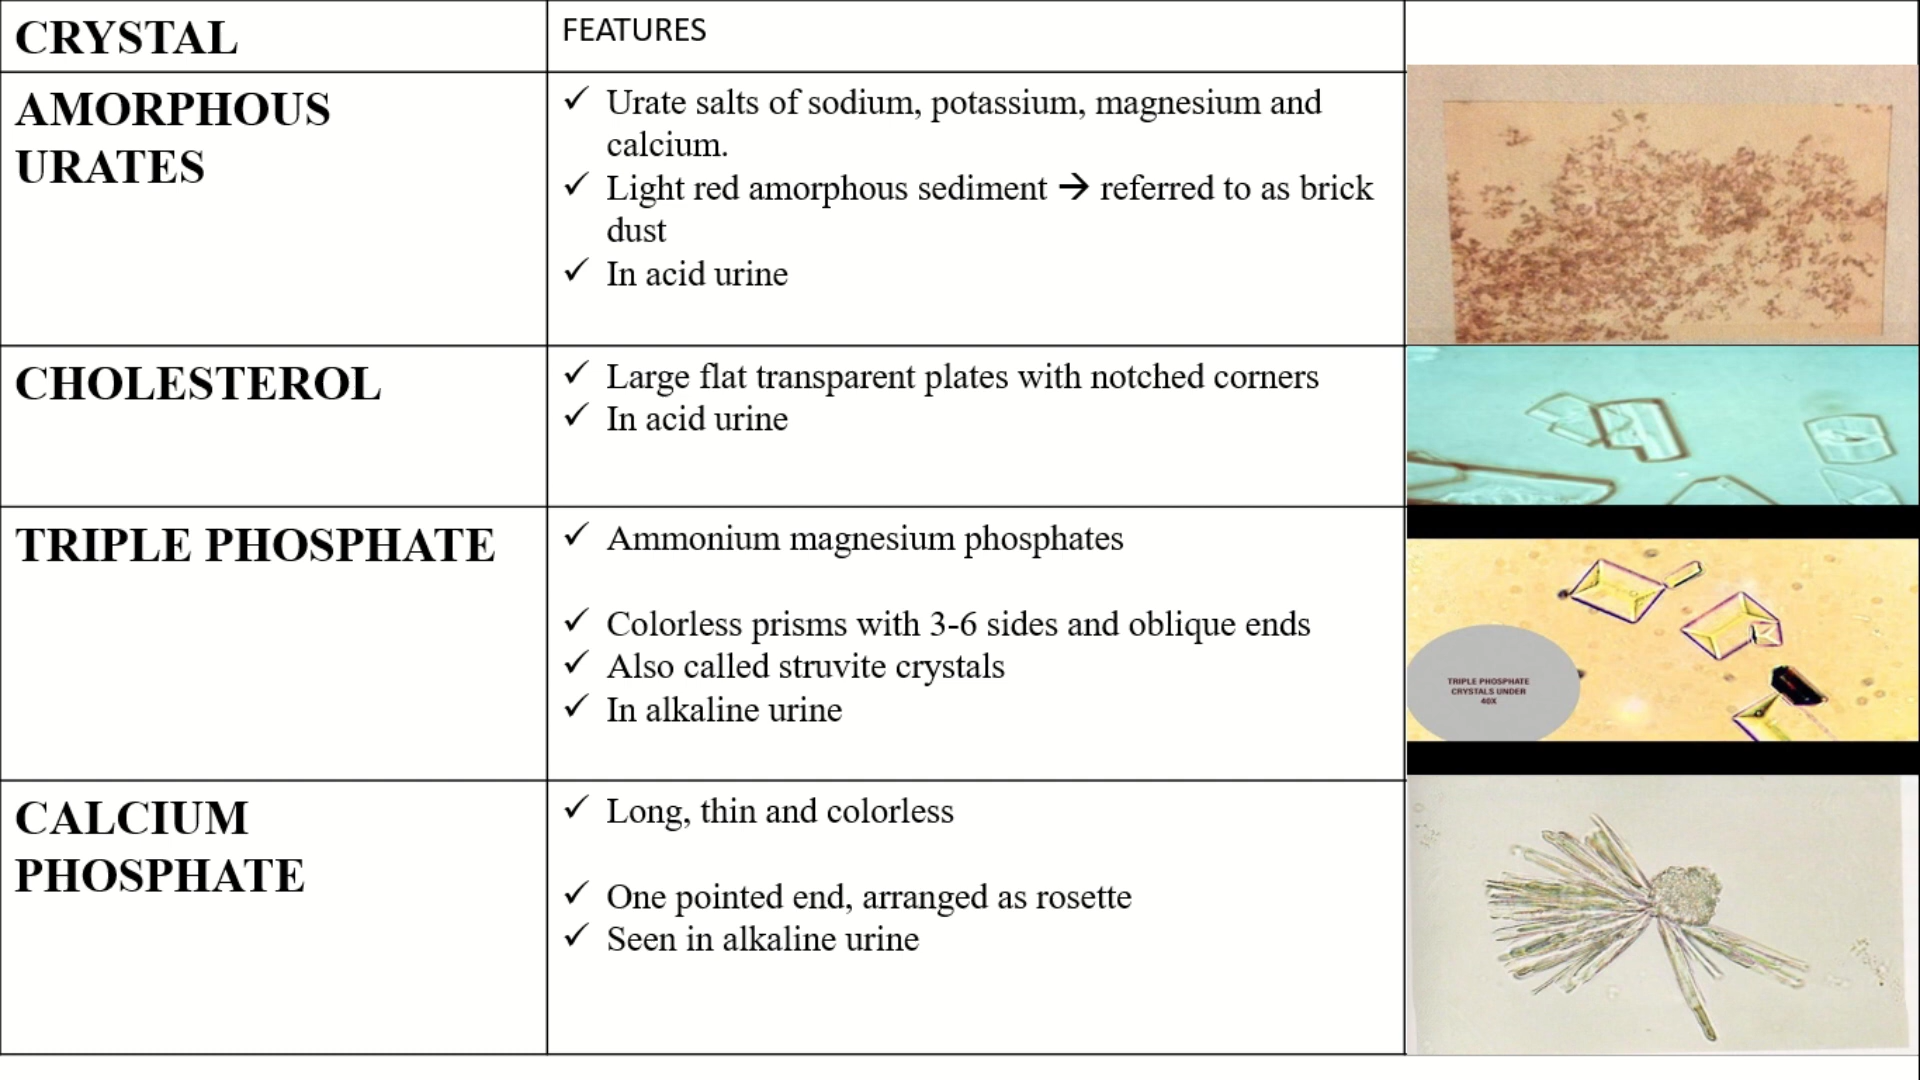 CRYSTAL
FEATURES
AMORPHOUS
URATES
✓ Urate salts of sodium, potassium, magnesium and
calcium.
✓ Light red amorphous sediment → referred to as brick
dust
✓ In acid urine
CHOLESTEROL
✓ Large flat transparent plates with notched corners
✓ In acid urine
TRIPLE PHOSPHATE
✓ Ammonium magnesium phosphates
✓ Colorless prisms with 3-6 sides and oblique ends
✓ Also called struvite crystals
✓ In alkaline urine
TRIPLE PHOSPHATE
CRYSTALS UNDER
40X
CALCIUM
PHOSPHATE
✓ Long, thin and colorless
✓ One pointed end, arranged as rosette
✓ Seen in alkaline urine